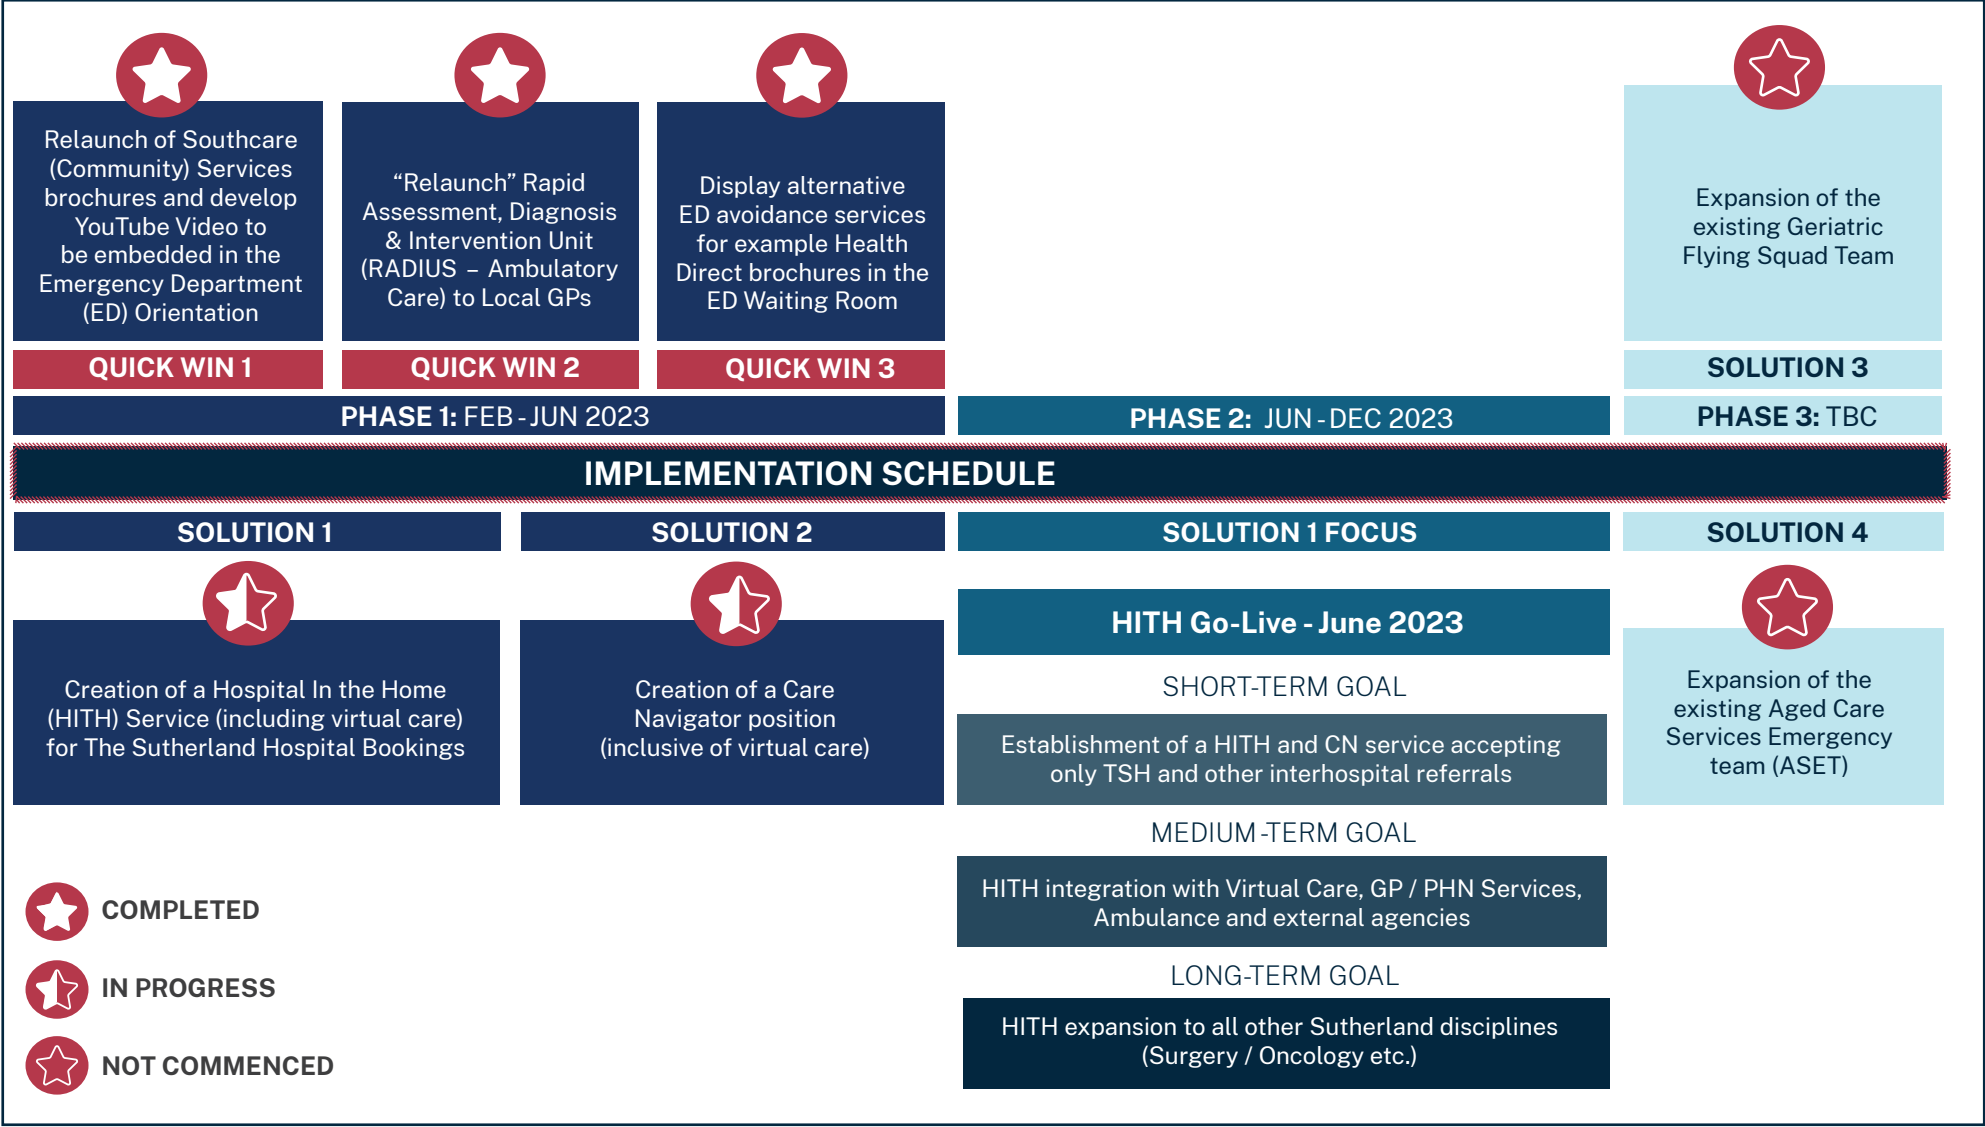 Relaunch of Southcare
(Community) Services
brochures and develop
YouTube Video to
be embedded in the
Emergency Department
(ED) Orientation
QUICK WIN 1
“Relaunch” Rapid
Assessment, Diagnosis
& Intervention Unit
(RADIUS – Ambulatory
Care) to Local GPs
QUICK WIN 2
Display alternative
ED avoidance services
for example Health
Direct brochures in the
ED Waiting Room
QUICK WIN 3
Expansion of the
existing Geriatric
Flying Squad Team
SOLUTION 3
PHASE 1: FEB - JUN 2023
PHASE 2: JUN - DEC 2023
PHASE 3: TBC
IMPLEMENTATION SCHEDULE
SOLUTION 1
Creation of a Hospital In the Home
(HITH) Service (including virtual care)
for The Sutherland Hospital Bookings
SOLUTION 2
Creation of a Care
Navigator position
(inclusive of virtual care)
SOLUTION 1 FOCUS
HITH Go-Live - June 2023
SHORT-TERM GOAL
Establishment of a HITH and CN service accepting
only TSH and other interhospital referrals
MEDIUM-TERM GOAL
HITH integration with Virtual Care, GP / PHN Services,
Ambulance and external agencies
LONG-TERM GOAL
HITH expansion to all other Sutherland disciplines
(Surgery / Oncology etc.)
SOLUTION 4
Expansion of the
existing Aged Care
Services Emergency
team (ASET)
COMPLETED
IN PROGRESS
NOT COMMENCED